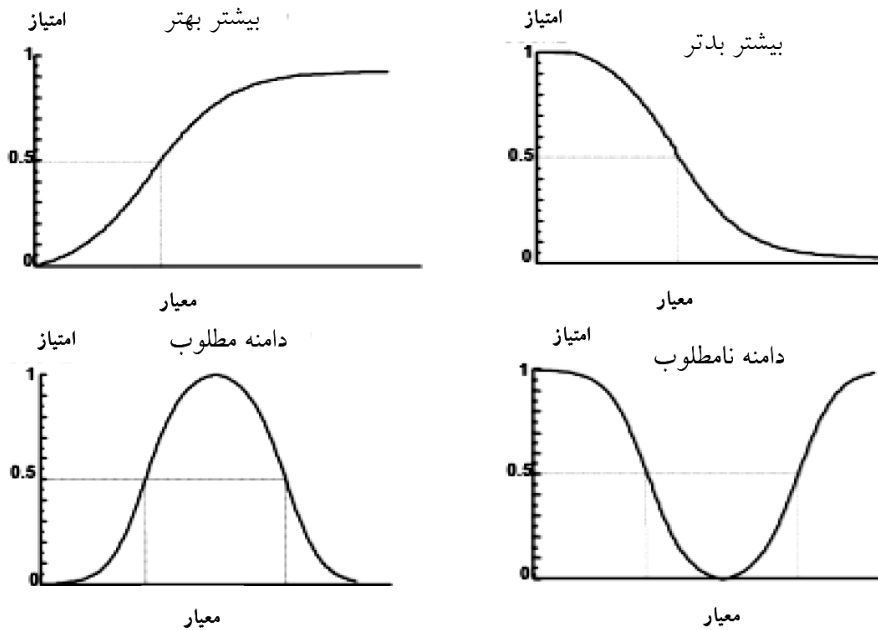 امتیاز
بیشتر بهتر
1
0.5
0
معیار
امتیاز
بیشتر بدتر
1
0.5
0
معیار
امتیاز
دامنه مطلوب
1
0.5
0
معیار
امتیاز
دامنه نامطلوب
1
0.5
0
معیار